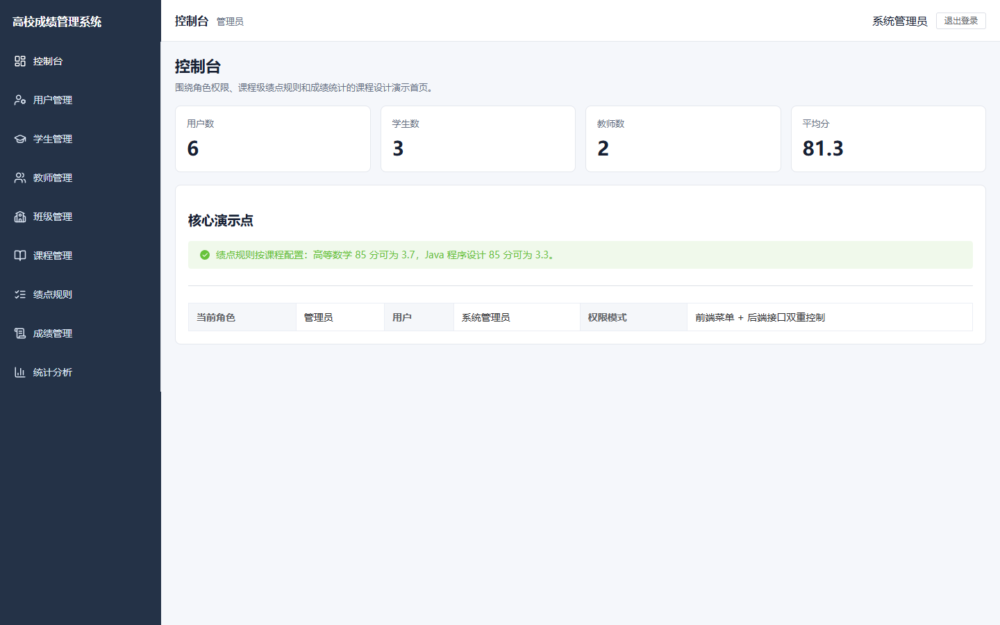 高校成绩管理系统
控制台
用户管理
学生管理
教师管理
班级管理
课程管理
绩点规则
成绩管理
统计分析
控制台 管理员
系统管理员 退出登录
控制台
围绕角色权限、课程级绩点规则和成绩统计的课程设计演示首页。
用户数 学生数 教师数 平均分
6 3 2 81.3
核心演示点
绩点规则按课程配置：高等数学 85 分可为 3.7，Java 程序设计 85 分可为 3.3。
当前角色 管理员 用户 系统管理员 权限模式 前端菜单 + 后端接口双重控制